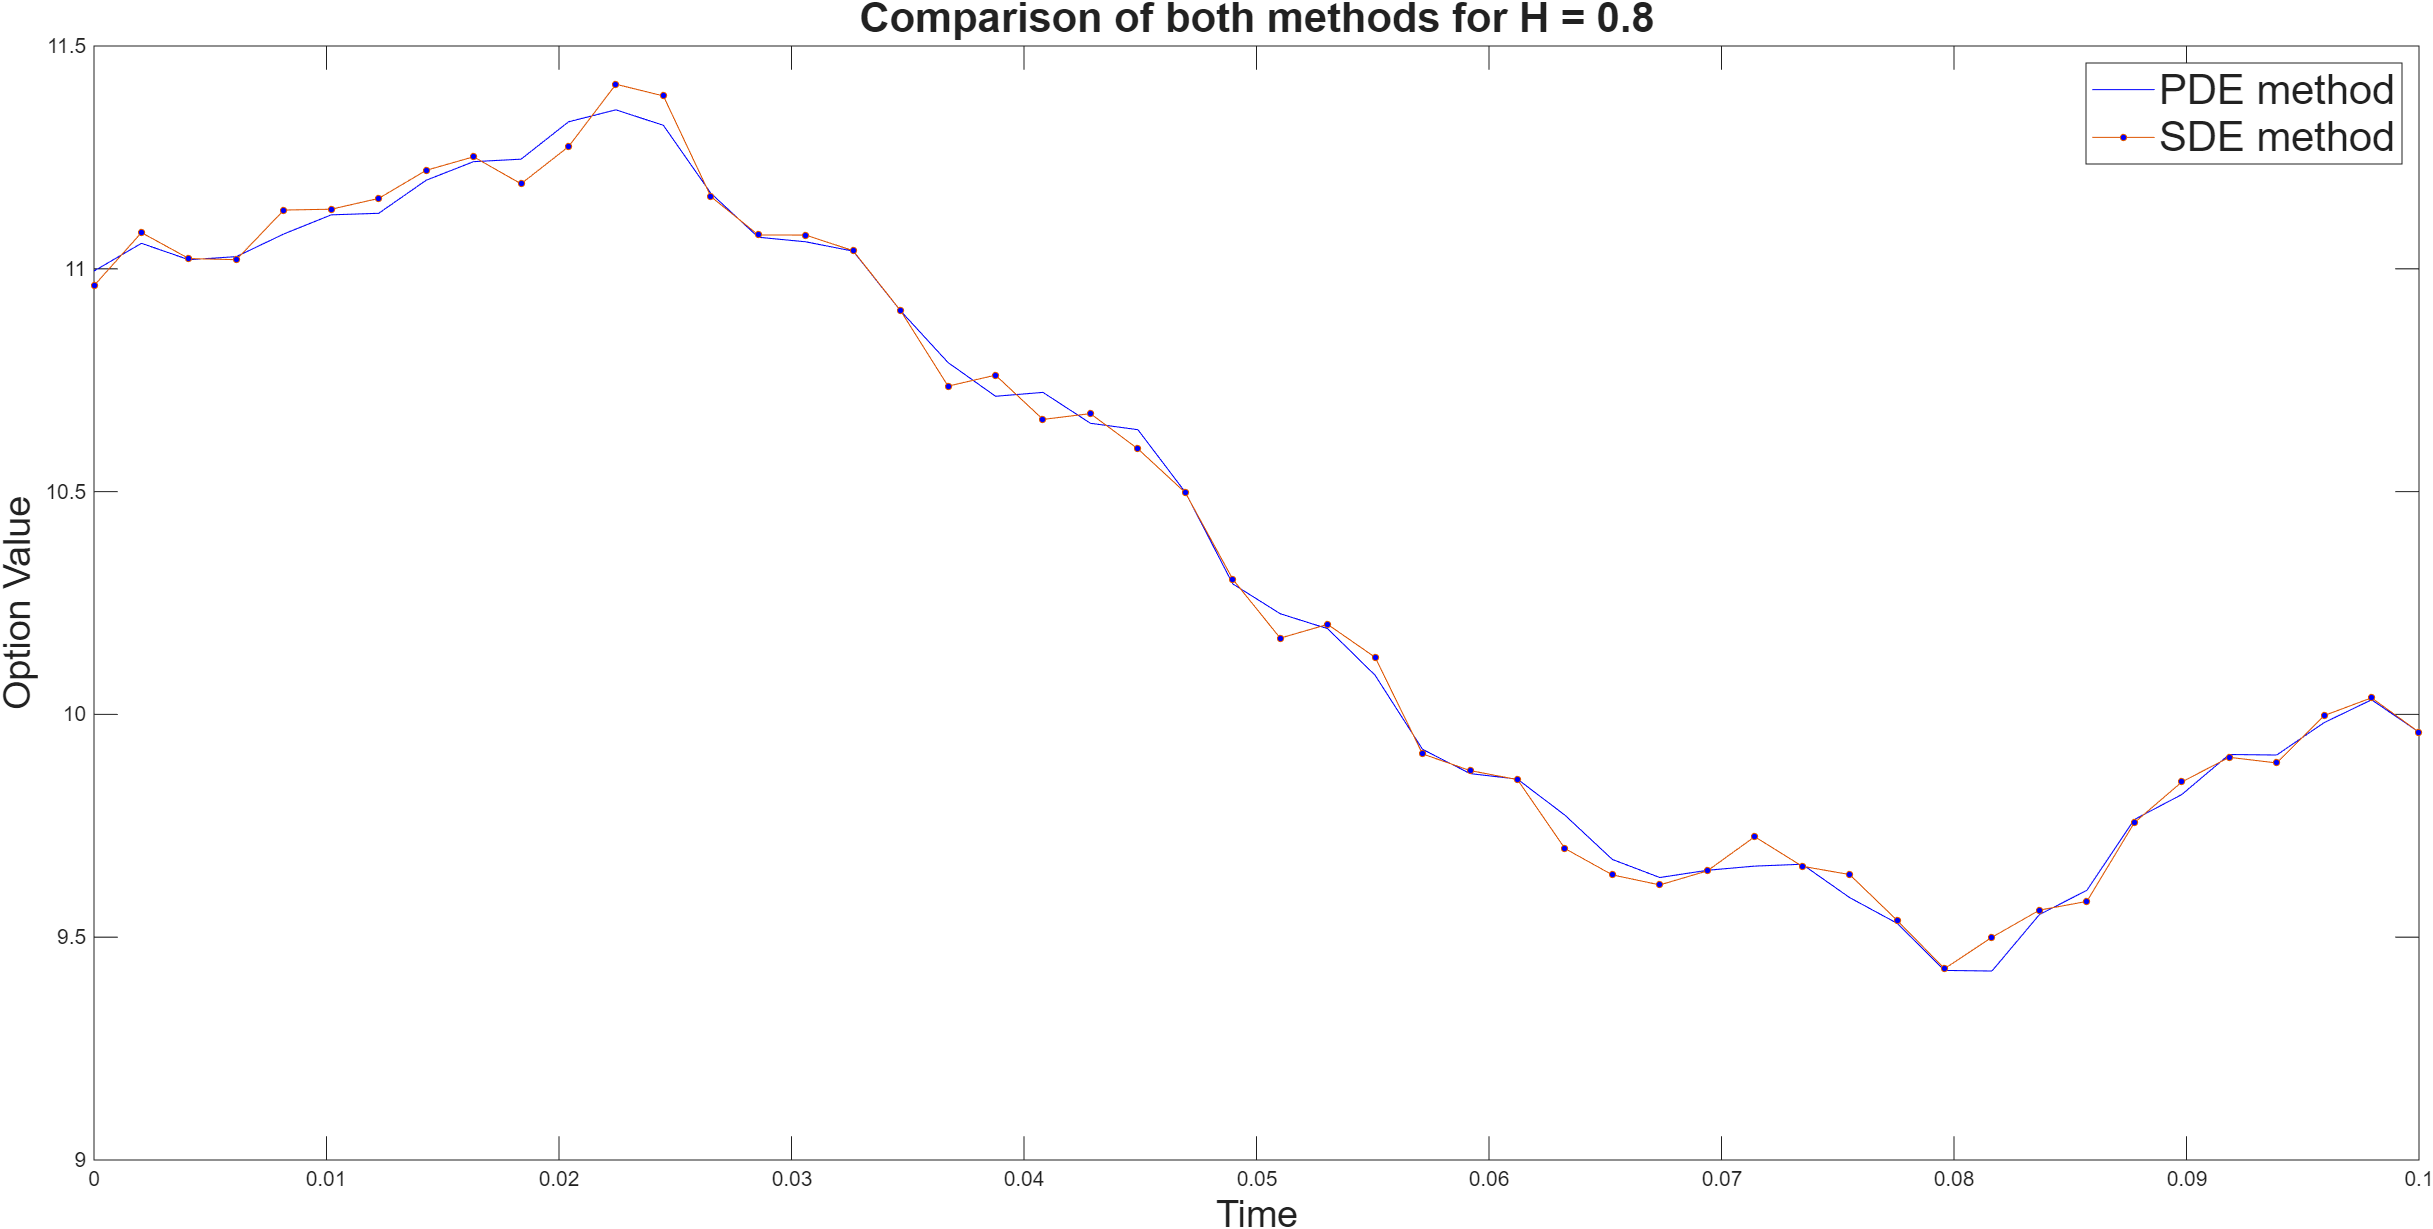 Comparison of both methods for H = 0.8
11.5
11
10.5
10
9.5
9
Option Value
PDE method
SDE method
0 0.01 0.02 0.03 0.04 0.05 0.06 0.07 0.08 0.09 0.1
Time